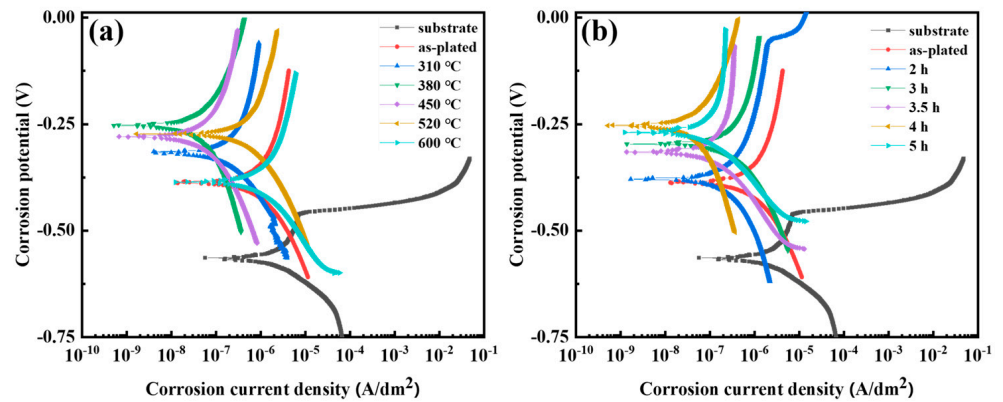 (a)
Corrosion potential (V)
0.00
-0.25
-0.50
-0.75
substrate
as-plated
310 °C
380 °C
450 °C
520 °C
600 °C
10-10 10-9 10-8 10-7 10-6 10-5 10-4 10-3 10-2 10-1
Corrosion current density (A/dm2)
(b)
Corrosion potential (V)
0.00
-0.25
-0.50
-0.75
substrate
as-plated
2 h
3 h
3.5 h
4 h
5 h
10-10 10-9 10-8 10-7 10-6 10-5 10-4 10-3 10-2 10-1
Corrosion current density (A/dm2)